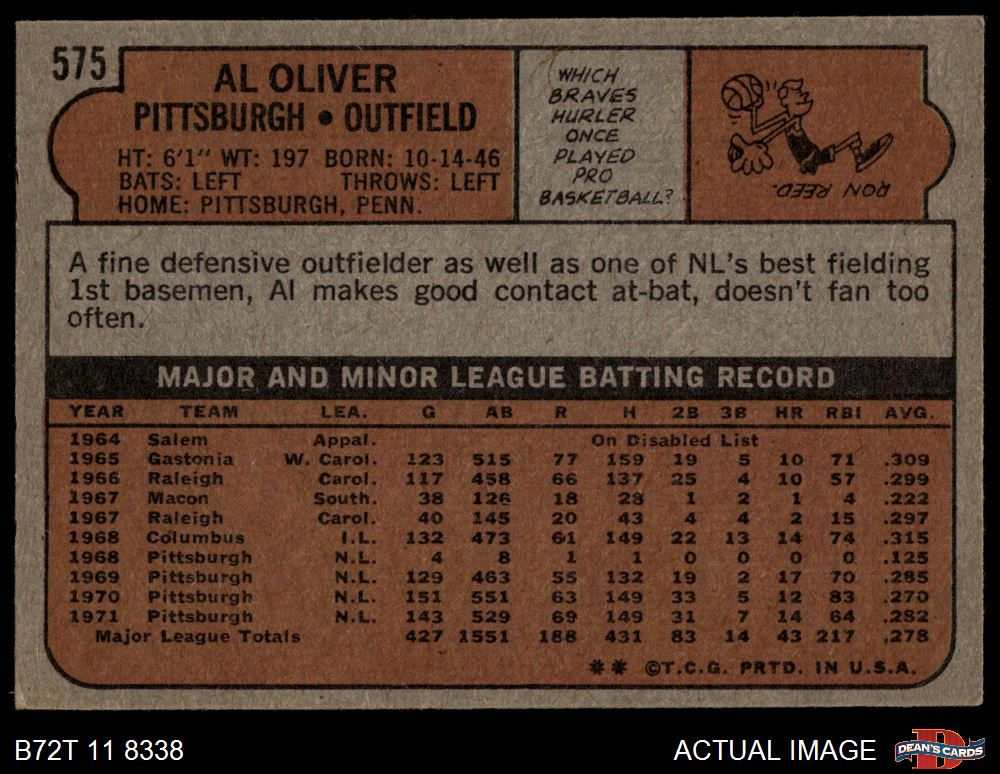 575
AL OLIVER
PITTSBURGH • OUTFIELD
HT: 6'1" WT: 197 BORN: 10-14-46
BATS: LEFT THROWS: LEFT
HOME: PITTSBURGH, PENN.
WHICH
BRAVES
HURLER
ONCE
PLAYED
PRO
BASKETBALL?
RON REED.
A fine defensive outfielder as well as one of NL's best fielding
1st basemen, Al makes good contact at-bat, doesn't fan too
often.
MAJOR AND MINOR LEAGUE BATTING RECORD
YEAR TEAM LEA. G AB R H 2B 3B HR RBI AVG.
1964 Salem Appal. On Disabled List
1965 Gastonia W. Carol. 123 515 77 159 19 5 10 71 .309
1966 Raleigh Carol. 117 458 66 137 25 4 10 57 .299
1967 Macon South. 38 126 18 28 1 2 1 4 .222
1967 Raleigh Carol. 40 145 20 43 4 4 2 15 .297
1968 Columbus I.L. 132 473 61 149 22 13 14 74 .315
1968 Pittsburgh N.L. 4 8 1 1 0 0 0 0 .125
1969 Pittsburgh N.L. 129 463 55 132 19 2 17 70 .285
1970 Pittsburgh N.L. 151 551 63 149 33 5 12 83 .270
1971 Pittsburgh N.L. 143 529 69 149 31 7 14 64 .282
Major League Totals 427 1551 188 431 83 14 43 217 .278
** ©T.C.G. PRTD. IN U.S.A.
B72T 11 8338
ACTUAL IMAGE
D
DEAN'S CARDS